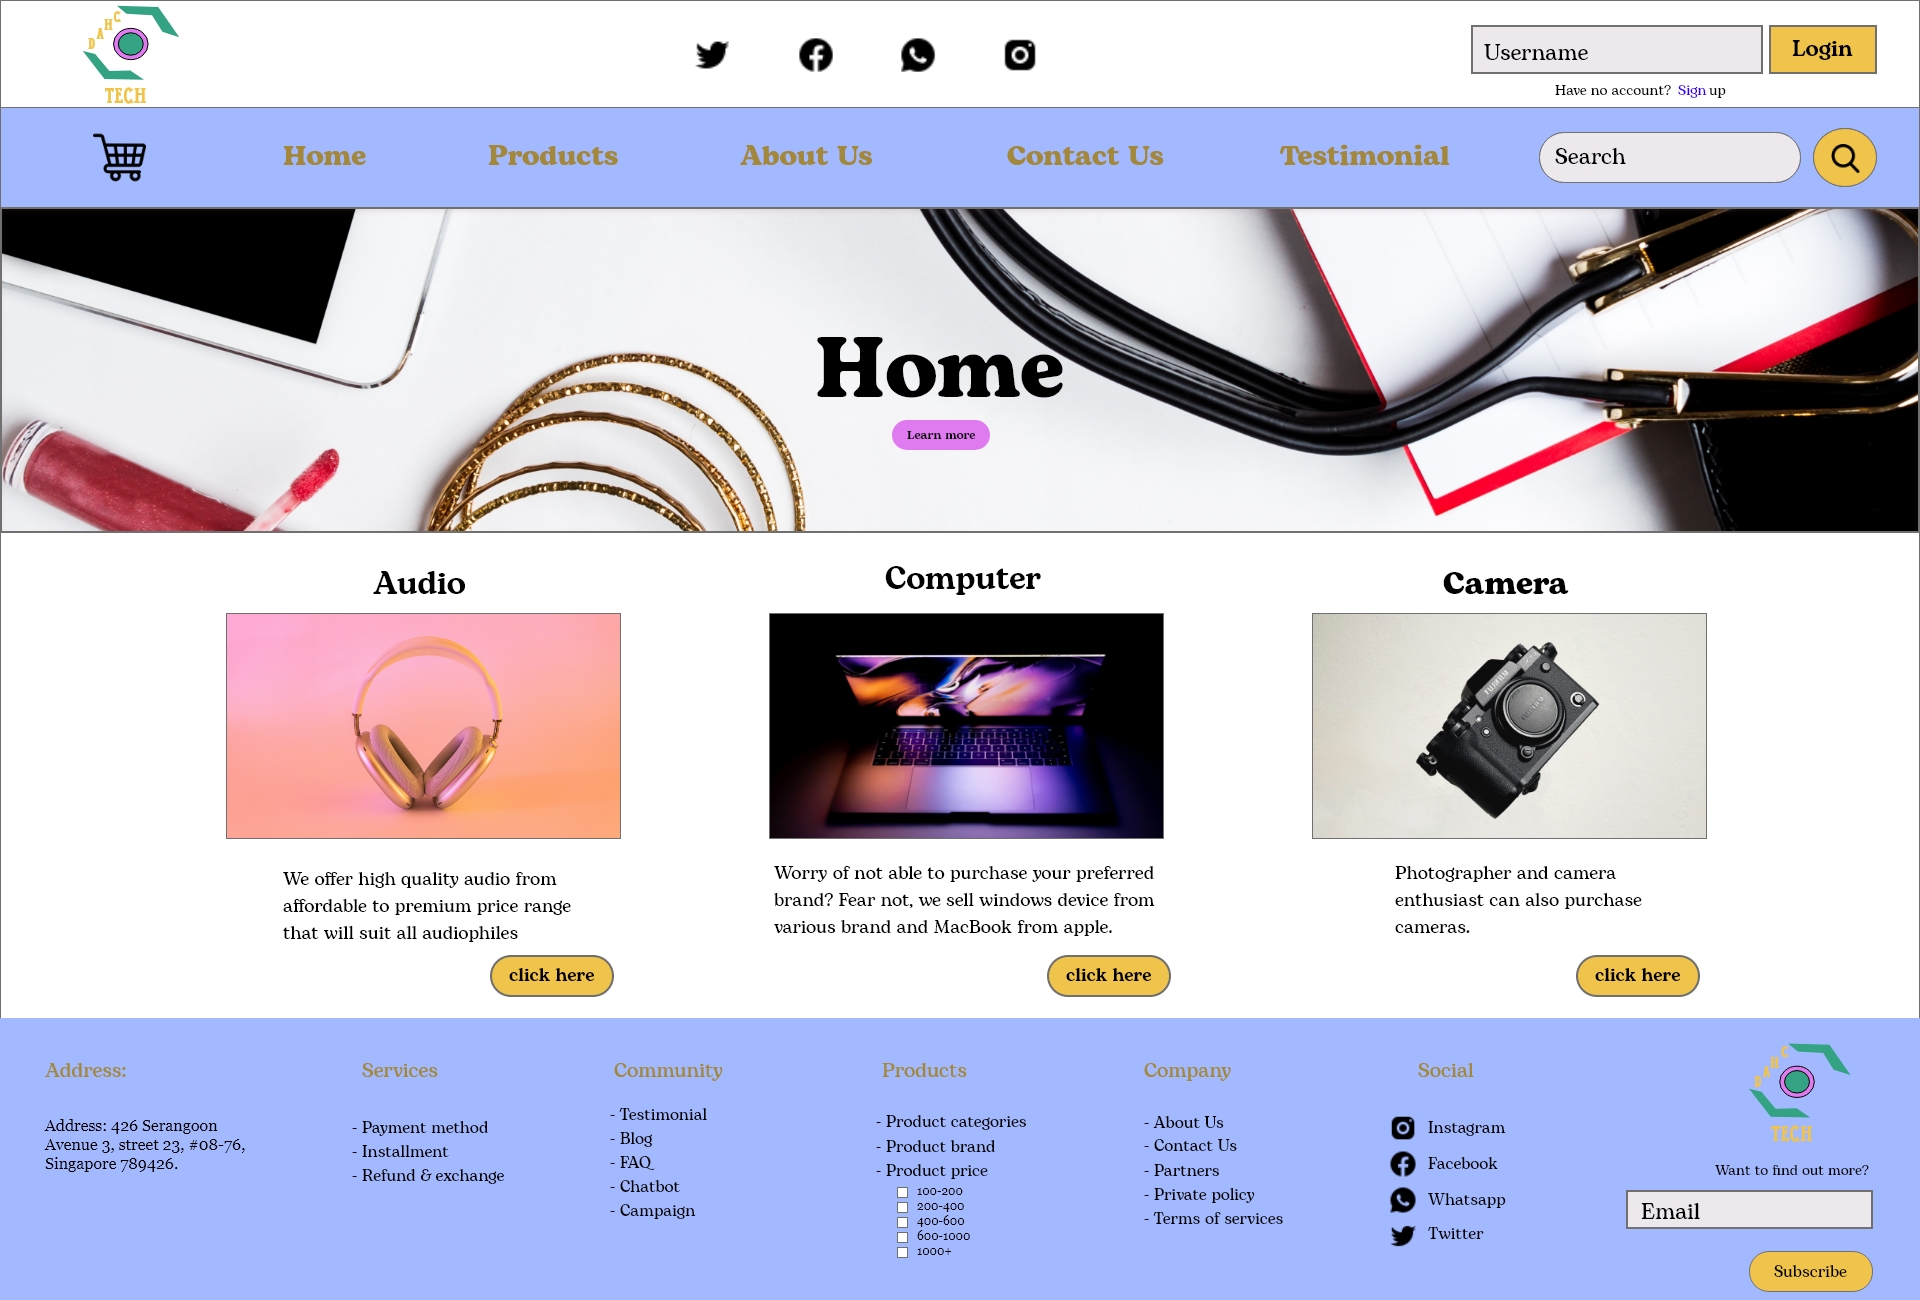 DAHC
TECH
Username
Login
Have no account? Sign up
Home
Products
About Us
Contact Us
Testimonial
Search
Home
Learn more
Audio
Computer
Camera
FUJIFILM
FUJIFILM
We offer high quality audio from
affordable to premium price range
that will suit all audiophiles
click here
Worry of not able to purchase your preferred
brand? Fear not, we sell windows device from
various brand and MacBook from apple.
click here
Photographer and camera
enthusiast can also purchase
cameras.
click here
Address:
Address: 426 Serangoon
Avenue 3, street 23, #08-76,
Singapore 789426.
Services
- Payment method
- Installment
- Refund & exchange
Community
- Testimonial
- Blog
- FAQ
- Chatbot
- Campaign
Products
- Product categories
- Product brand
- Product price
100-200
200-400
400-600
600-1000
1000+
Company
- About Us
- Contact Us
- Partners
- Private policy
- Terms of services
Social
Instagram
Facebook
Whatsapp
Twitter
DAHC
TECH
Want to find out more?
Email
Subscribe